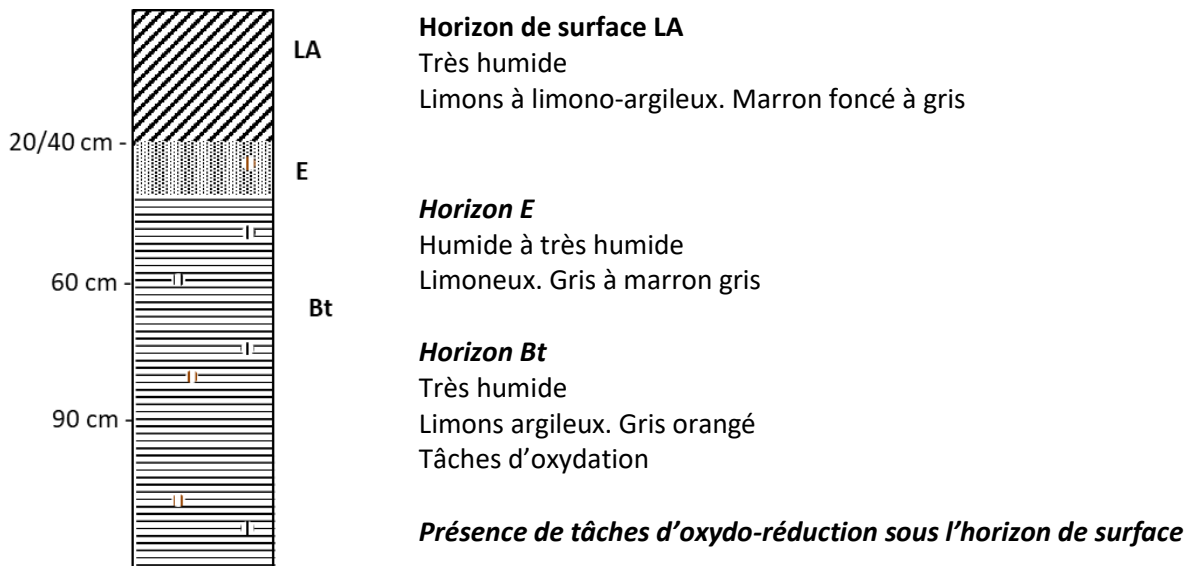 LA
20/40 cm -
E
60 cm -
Bt
90 cm -
Horizon de surface LA
Très humide
Limons à limono-argileux. Marron foncé à gris
Horizon E
Humide à très humide
Limoneux. Gris à marron gris
Horizon Bt
Très humide
Limons argileux. Gris orangé
Tâches d’oxydation
Présence de tâches d’oxydo-réduction sous l’horizon de surface